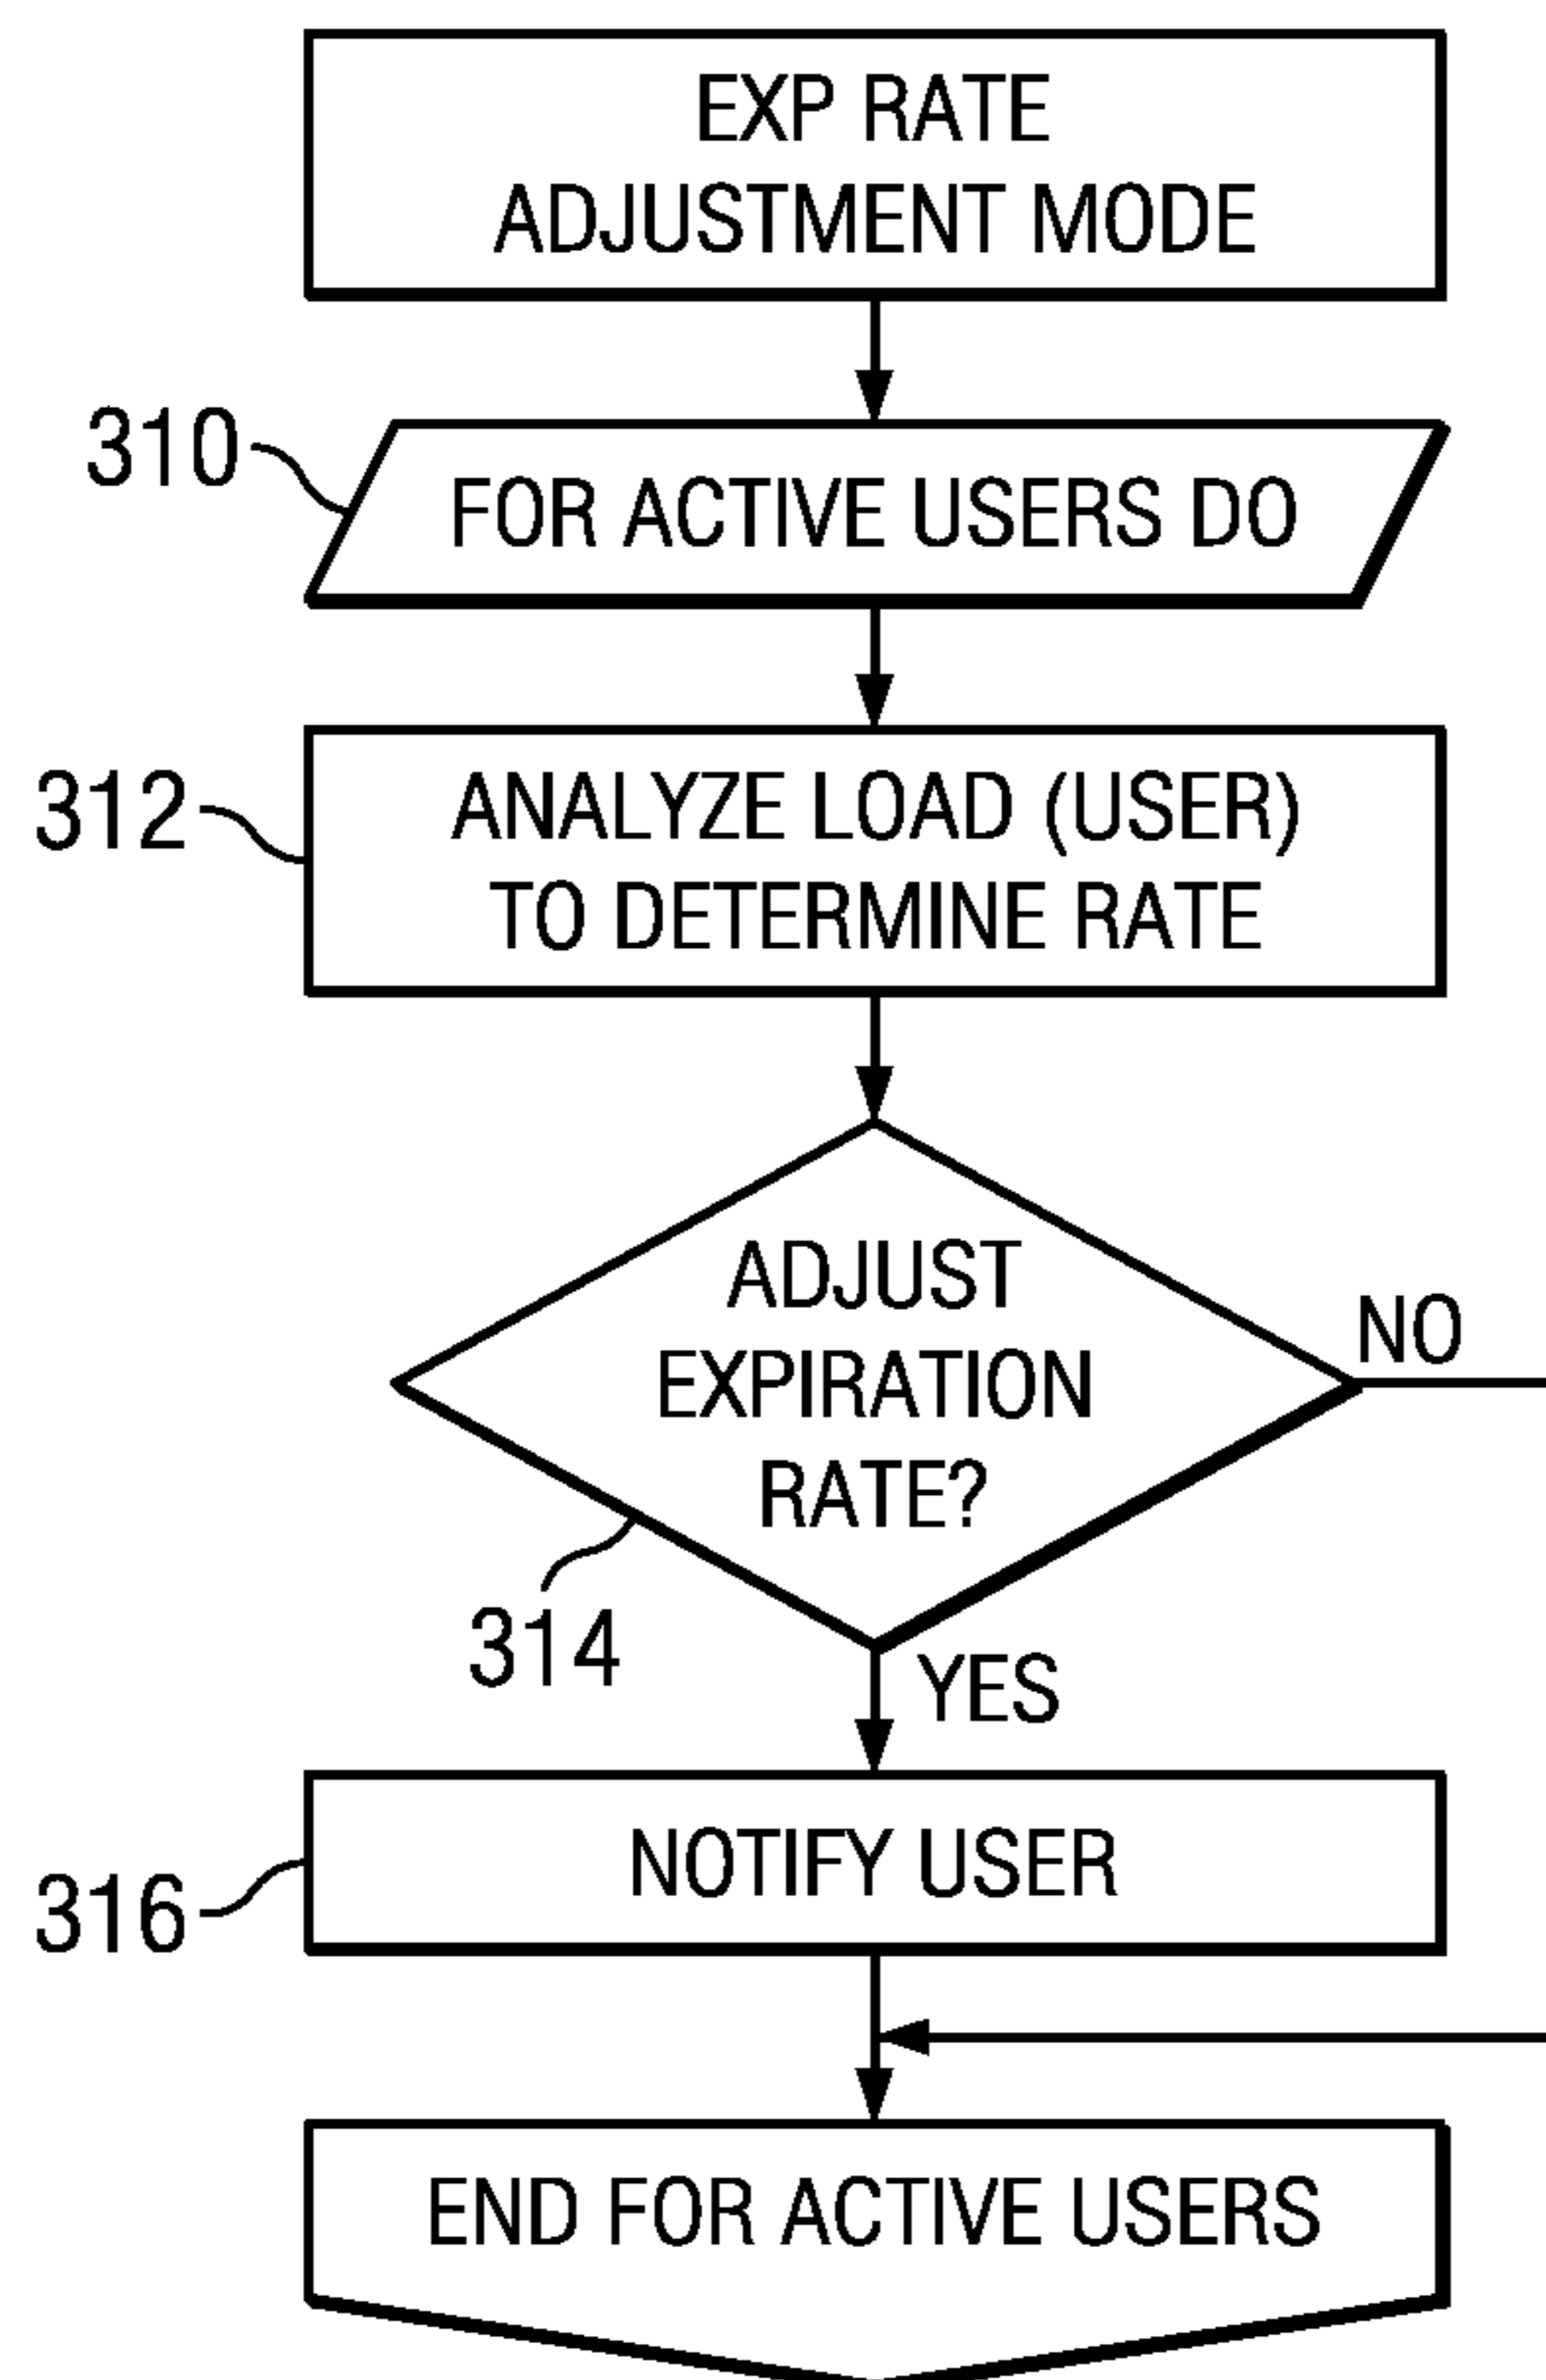 EXP RATE
ADJUSTMENT MODE
310
FOR ACTIVE USERS DO
312
ANALYZE LOAD (USER)
TO DETERMINE RATE
ADJUST
EXPIRATION
RATE?
NO
314
YES
NOTIFY USER
316
END FOR ACTIVE USERS